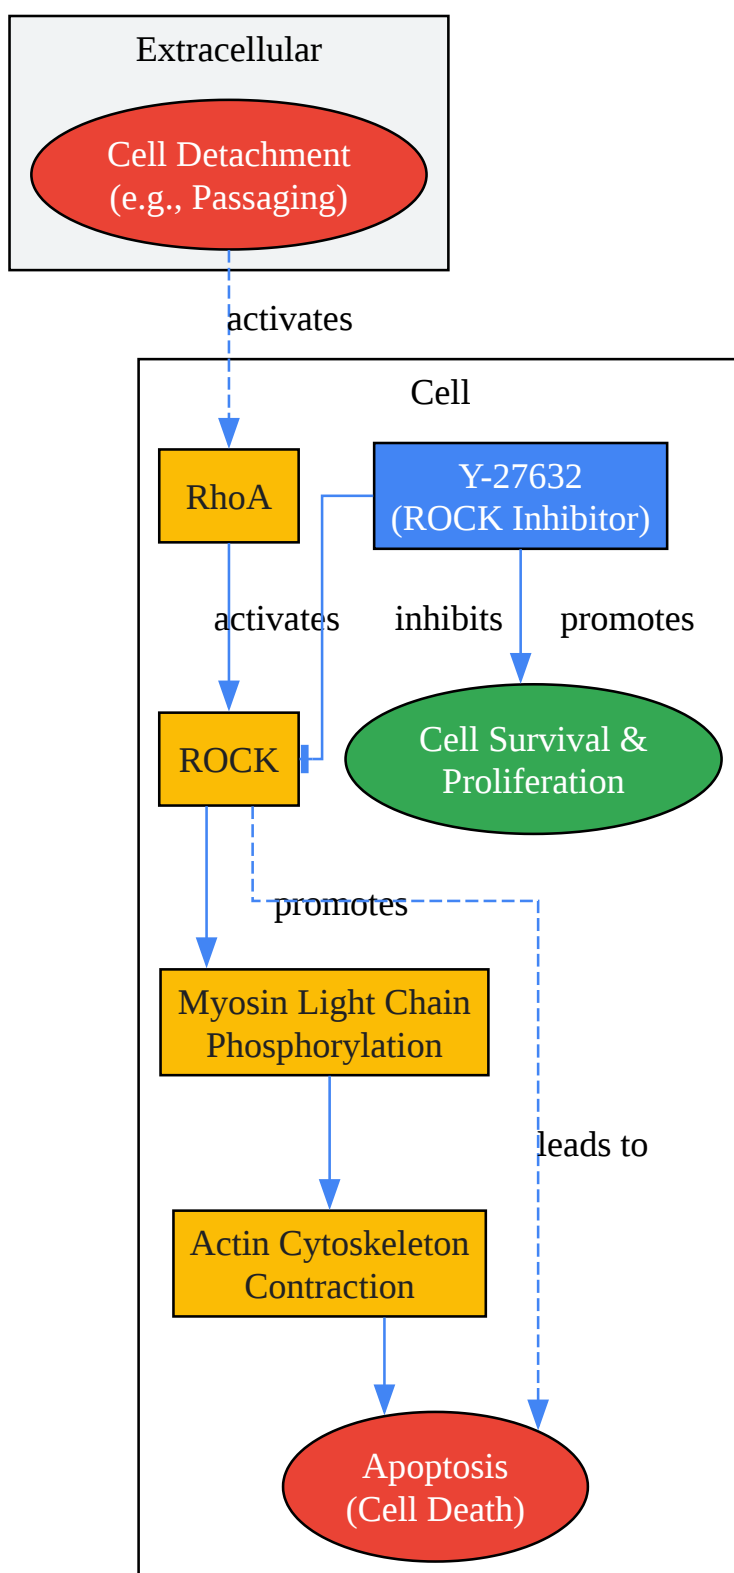 Extracellular
Cell Detachment
(e.g., Passaging)
activates
Cell
RhoA
Y-27632
(ROCK Inhibitor)
activates
inhibits
promotes
ROCK
Cell Survival &
Proliferation
promotes
Myosin Light Chain
Phosphorylation
leads to
Actin Cytoskeleton
Contraction
Apoptosis
(Cell Death)